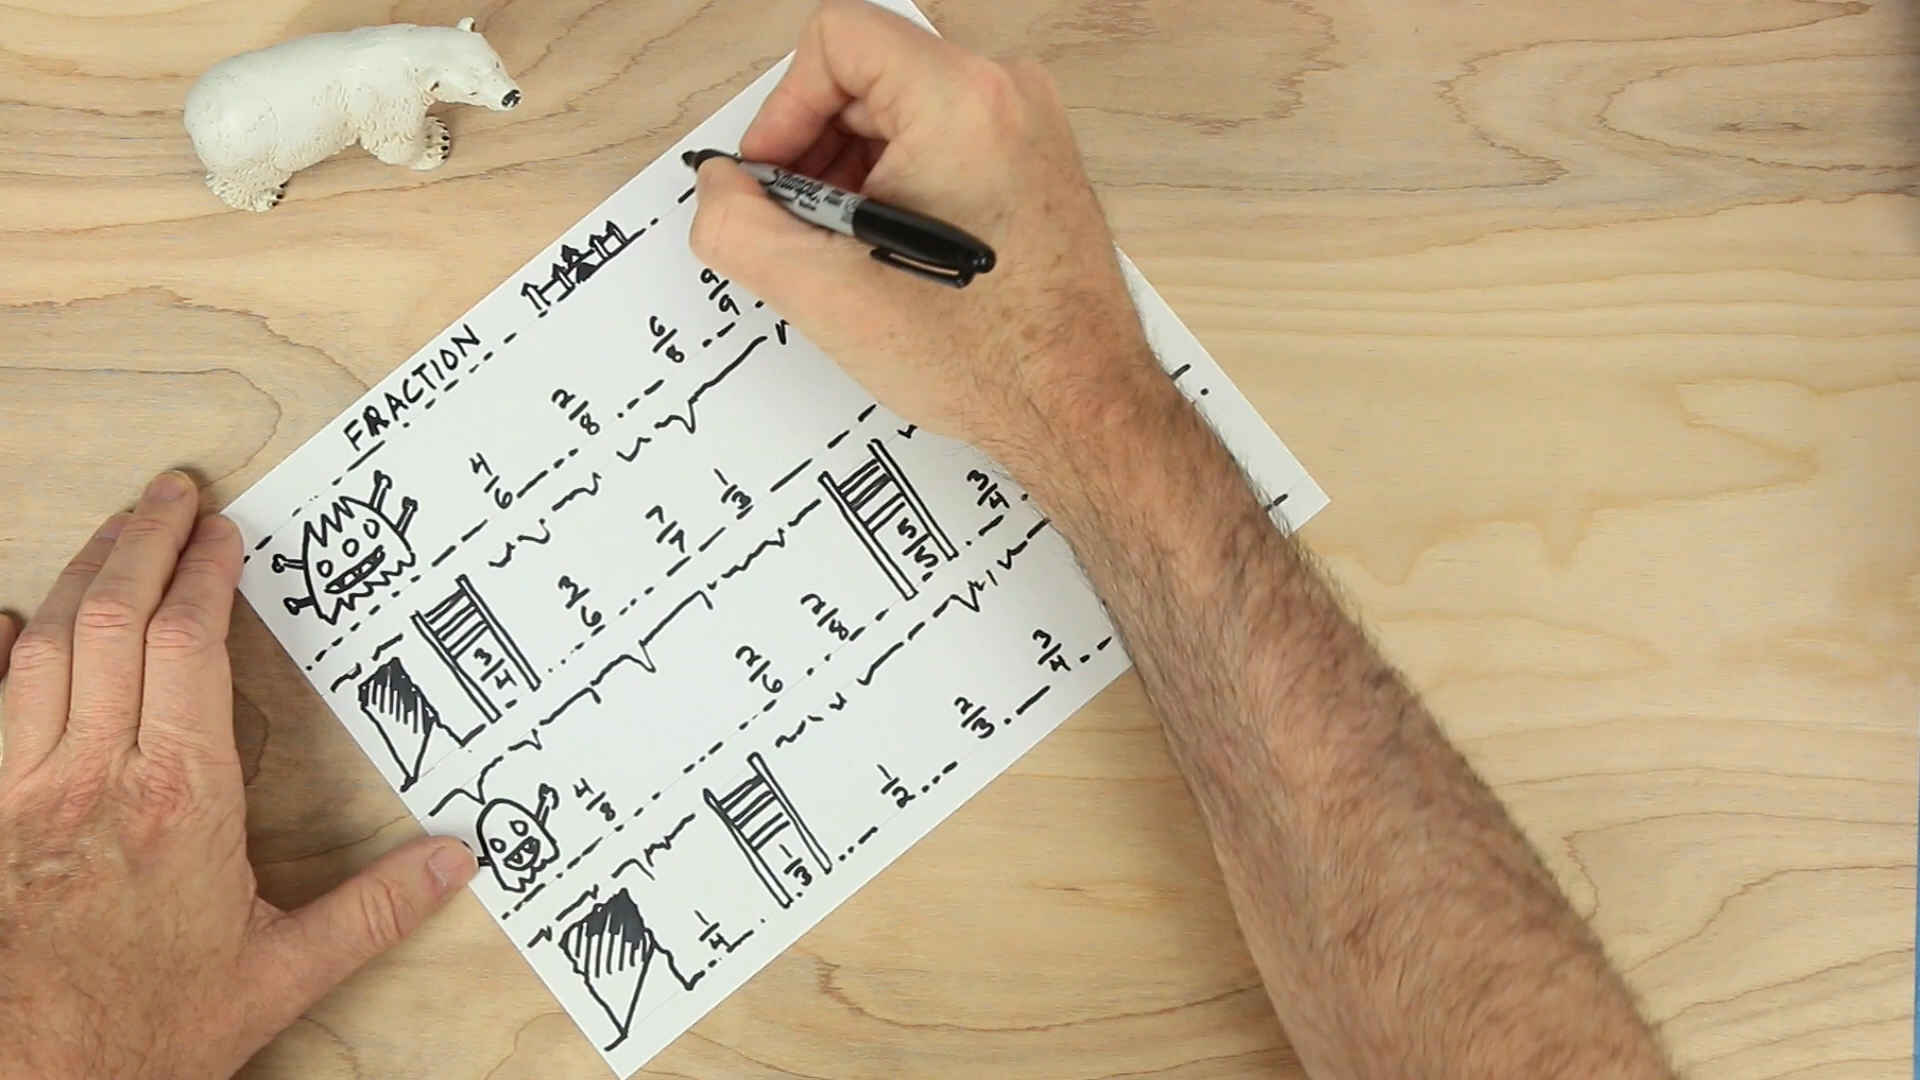 FRACTION
4/6 2/8 6/8 9/9
3/4 3/6 7/7 1/3
4/8 2/6 2/8 5/5 3/4
1/4 1/3 1/2 2/3 3/4
Sharpie